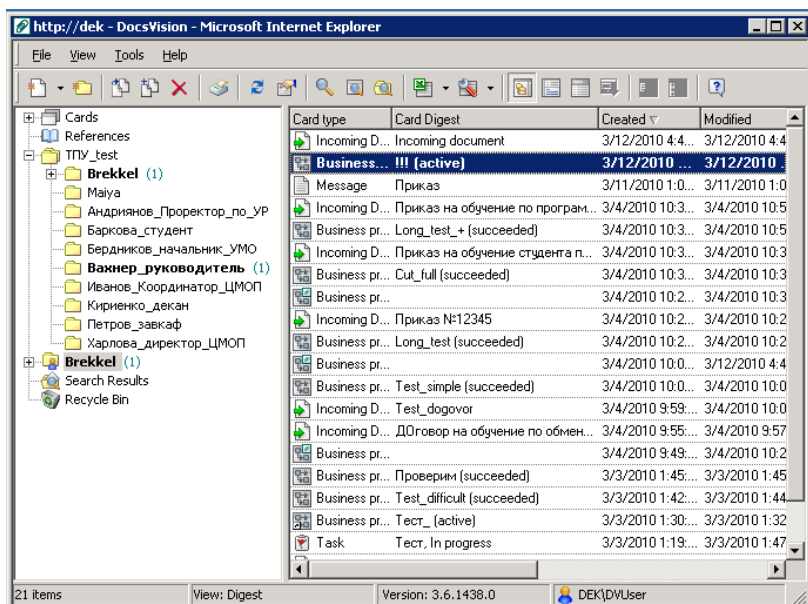 http://dek - DocsVision - Microsoft Internet Explorer
File View Tools Help
Cards
References
ТПУ_test
Brekkel (1)
Maiya
Андриянов_Проректор_по_УР
Баркова_студент
Бердников_начальник_УМО
Вахнер_руководитель (1)
Иванов_Координатор_ЦМОП
Кириенко_декан
Петров_завкаф
Харлова_директор_ЦМОП
Brekkel (1)
Search Results
Recycle Bin
Card type Card Digest Created Modified
Incoming D... Incoming document 3/12/2010 4:4... 3/12/2010 4:4
Business... !!! (active) 3/12/2010 ... 3/12/2010 .
Message Приказ 3/11/2010 1:0... 3/11/2010 1:0
Incoming D... Приказ на обучение по програм... 3/4/2010 10:3... 3/4/2010 10:5
Business pr... Long_test_+ (succeeded) 3/4/2010 10:3... 3/4/2010 10:5
Incoming D... Приказ на обучение студента п... 3/4/2010 10:3... 3/4/2010 10:3
Business pr... Cut_full (succeeded) 3/4/2010 10:3... 3/4/2010 10:3
Business pr... 3/4/2010 10:2... 3/4/2010 10:3
Incoming D... Приказ №12345 3/4/2010 10:2... 3/4/2010 10:2
Business pr... Long_test (succeeded) 3/4/2010 10:2... 3/4/2010 10:2
Business pr... 3/4/2010 10:0... 3/12/2010 4:4
Business pr... Test_simple (succeeded) 3/4/2010 10:0... 3/4/2010 10:0
Incoming D... Test_dogovor 3/4/2010 9:59:... 3/4/2010 10:0
Incoming D... ДОговор на обучение по обмен... 3/4/2010 9:55:... 3/4/2010 9:57
Business pr... 3/4/2010 9:49:... 3/4/2010 10:2
Business pr... Проверим (succeeded) 3/3/2010 1:45:... 3/3/2010 1:45
Business pr... Test_difficult (succeeded) 3/3/2010 1:42:... 3/3/2010 1:44
Business pr... Тест_ (active) 3/3/2010 1:30:... 3/3/2010 1:32
Task Тест, In progress 3/3/2010 1:19:... 3/3/2010 1:47
21 items View: Digest Version: 3.6.1438.0 DEK\DVUser